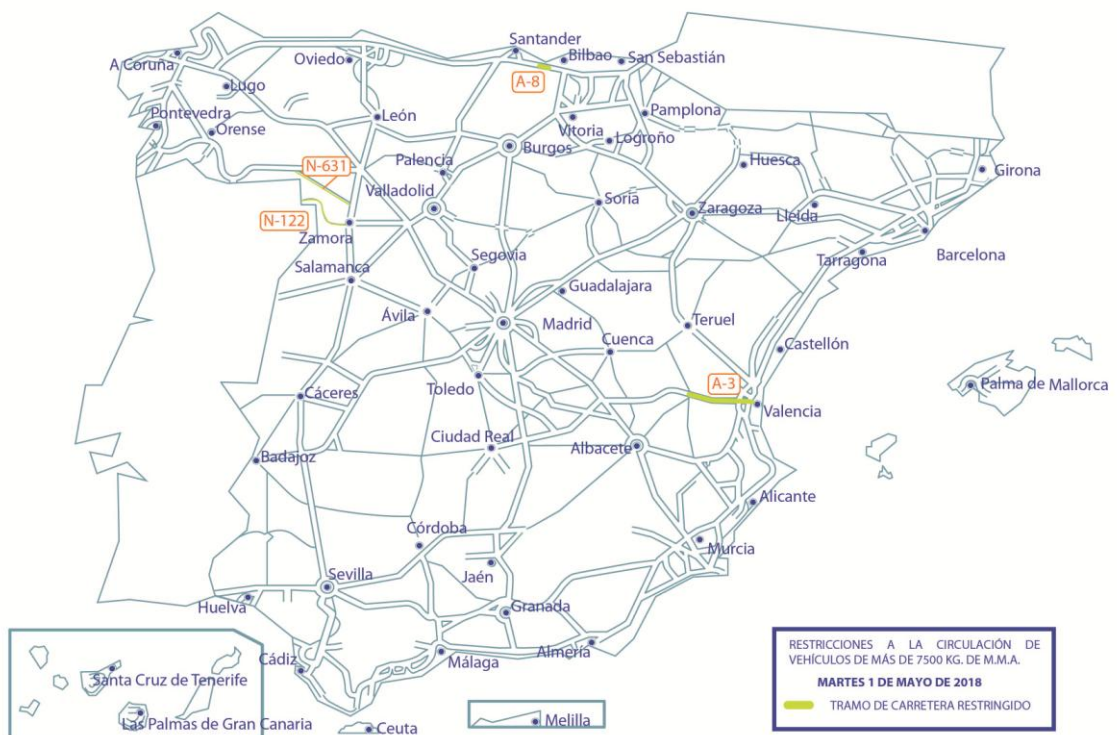 Santander
Bilbao
San Sebastián
A Coruña
Oviedo
A-8
Lugo
Pontevedra
León
Pamplona
Orense
Vitoria
Logroño
Burgos
N-631
Palencia
Huesca
Girona
Valladolid
Soria
Zaragoza
Lleida
N-122
Zamora
Barcelona
Tarragona
Segovia
Salamanca
Guadalajara
Ávila
Madrid
Teruel
Cuenca
Castellón
Toledo
A-3
Palma de Mallorca
Cáceres
Valencia
Ciudad Real
Albacete
Badajoz
Alicante
Córdoba
Murcia
Jaén
Sevilla
Huelva
Granada
Almería
Málaga
Cádiz
Santa Cruz de Tenerife
Las Palmas de Gran Canaria
Ceuta
Melilla
RESTRICCIONES A LA CIRCULACIÓN DE
VEHÍCULOS DE MÁS DE 7500 KG. DE M.M.A.
MARTES 1 DE MAYO DE 2018
TRAMO DE CARRETERA RESTRINGIDO